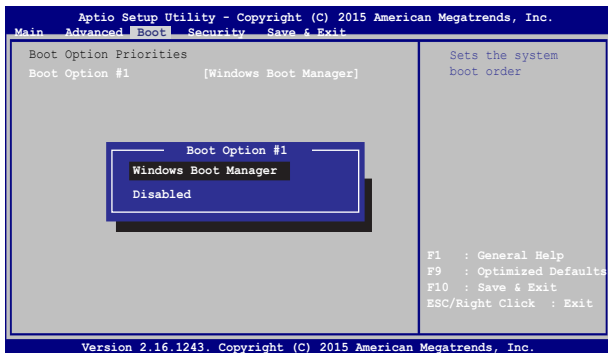 Aptio Setup Utility - Copyright (C) 2015 American Megatrends, Inc.
Main Advanced Boot Security Save & Exit
Boot Option Priorities
Boot Option #1 [Windows Boot Manager]
Sets the system
boot order
Boot Option #1
Windows Boot Manager
Disabled
F1 : General Help
F9 : Optimized Defaults
F10 : Save & Exit
ESC/Right Click : Exit
Version 2.16.1243. Copyright (C) 2015 American Megatrends, Inc.